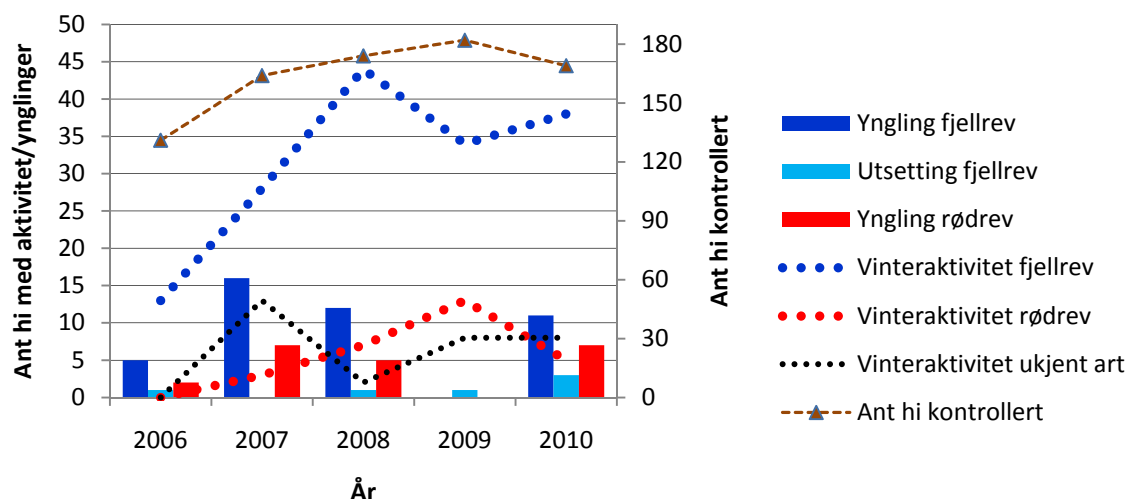 Ant hi med aktivitet/ynglinger
50
45
40
35
30
25
20
15
10
5
0
2006 2007 2008 2009 2010
År
180
150
120
90
60
30
0
Ant hi kontrollert
Yngling fjellrev
Utsetting fjellrev
Yngling rødrev
Vinteraktivitet fjellrev
Vinteraktivitet rødrev
Vinteraktivitet ukjent art
Ant hi kontrollert